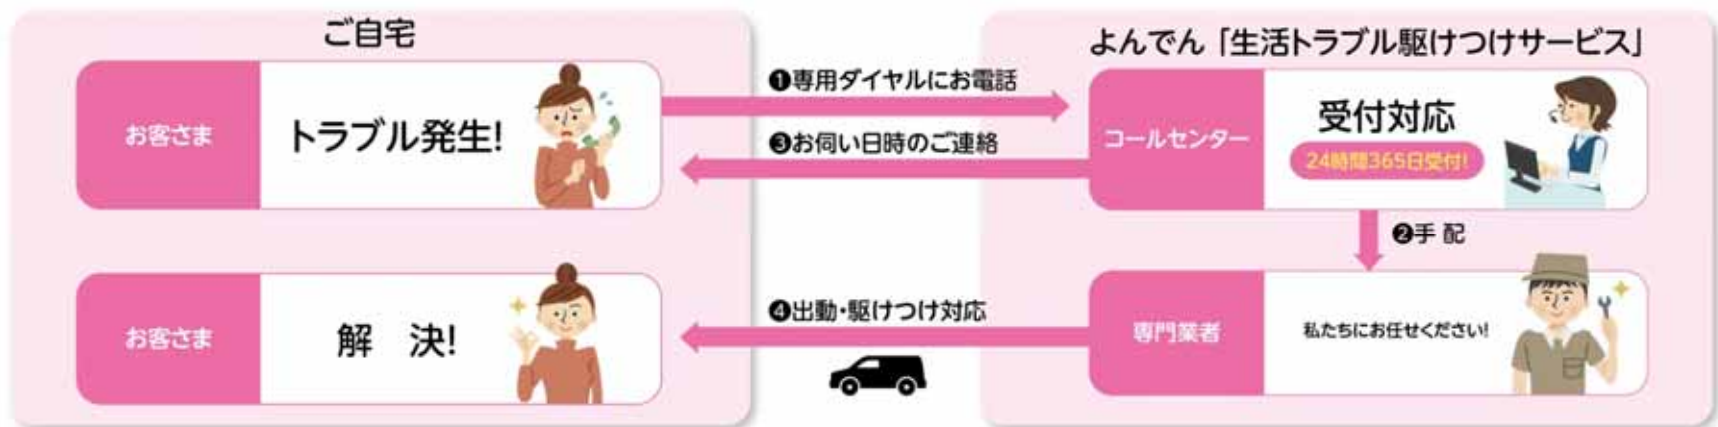 ご自宅
お客さま
トラブル発生!
❶専用ダイヤルにお電話
❸お伺い日時のご連絡
よんでん「生活トラブル駆けつけサービス」
コールセンター
受付対応
24時間365日受付!
❷手 配
お客さま
解 決!
❹出動・駆けつけ対応
専門業者
私たちにお任せください!